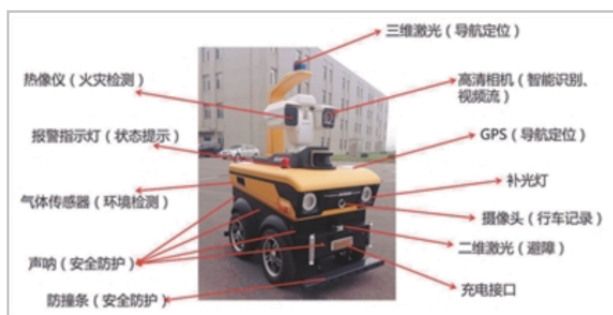 三维激光（导航定位）
热像仪（火灾检测）
高清相机（智能识别、
视频流）
报警指示灯（状态提示）
GPS（导航定位）
补光灯
气体传感器（环境检测）
摄像头（行车记录）
声呐（安全防护）
二维激光（避障）
防撞条（安全防护）
充电接口